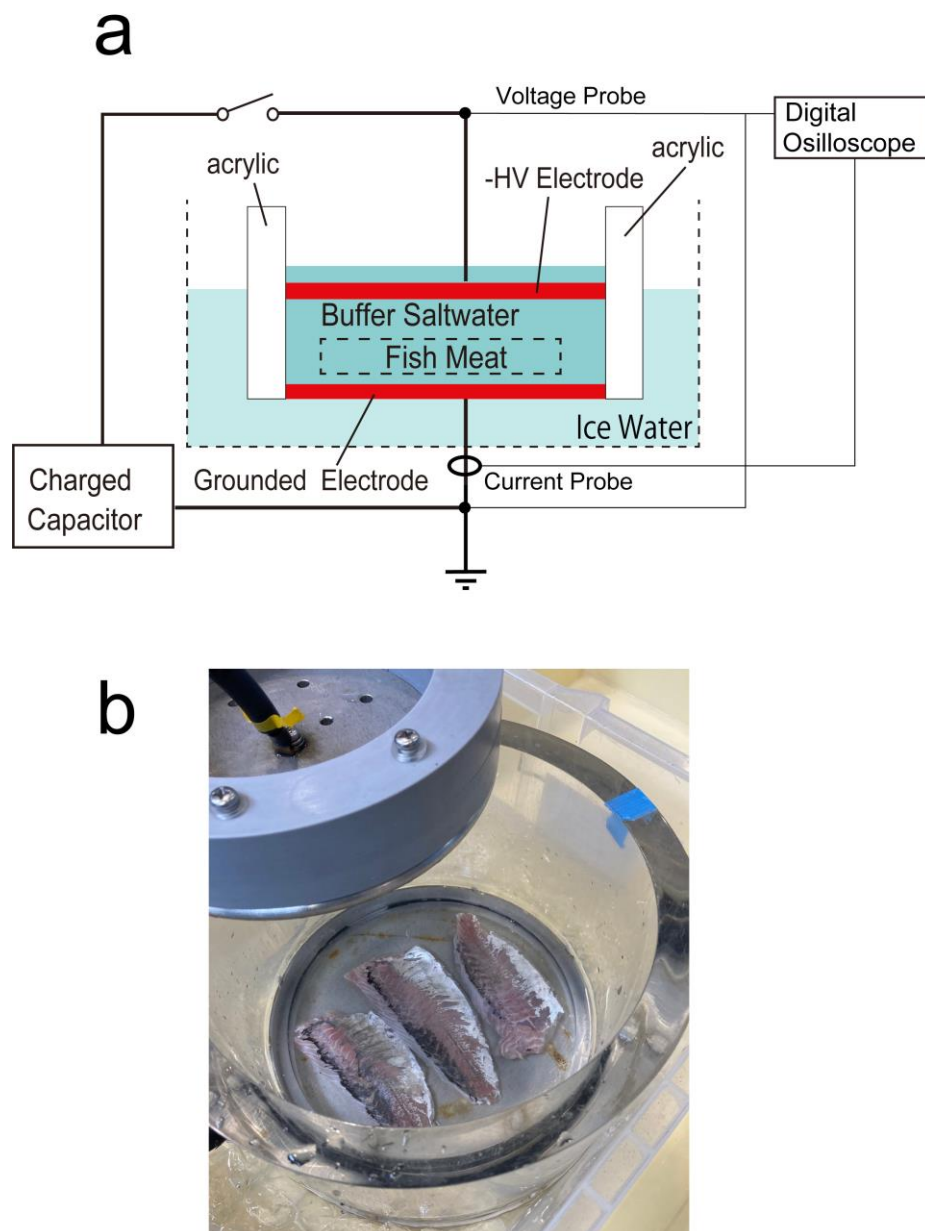 a
Voltage Probe
Digital
Osilloscope
acrylic
-HV Electrode
acrylic
Buffer Saltwater
Fish Meat
Ice Water
Charged
Capacitor
Grounded Electrode
Current Probe
b